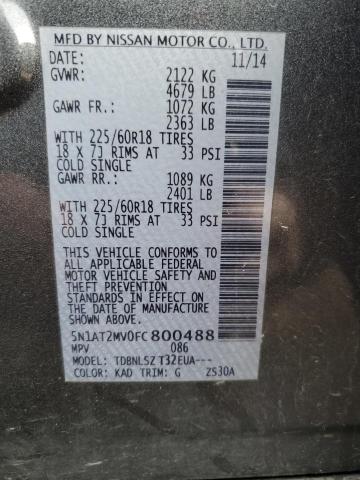 MFD BY NISSAN MOTOR CO., LTD.
DATE: 11/14
GVWR: 2122 KG
4679 LB
GAWR FR.: 1072 KG
2363 LB
WITH 225/60R18 TIRES
18 X 7J RIMS AT 33 PSI
COLD SINGLE
GAWR RR.: 1089 KG
2401 LB
WITH 225/60R18 TIRES
18 X 7J RIMS AT 33 PSI
COLD SINGLE
THIS VEHICLE CONFORMS TO
ALL APPLICABLE FEDERAL
MOTOR VEHICLE SAFETY AND
THEFT PREVENTION
STANDARDS IN EFFECT ON
THE DATE OF MANUFACTURE
SHOWN ABOVE.
5N1AT2MV0FC800488
MPV 086
MODEL: TDBNLSZ T32EUA---
COLOR: KAD TRIM: G ZS30A